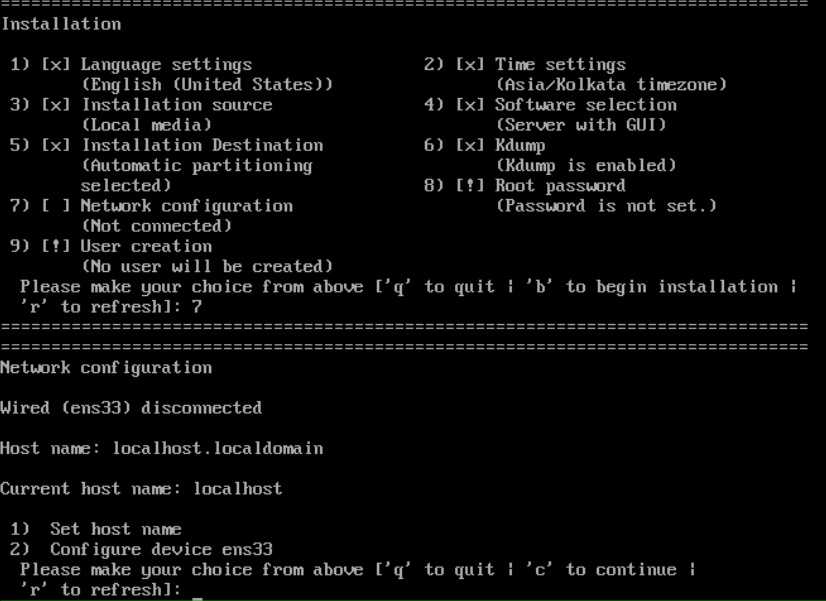 ================================================================================
Installation
1) [x] Language settings 2) [x] Time settings
(English (United States)) (Asia/Kolkata timezone)
3) [x] Installation source 4) [x] Software selection
(Local media) (Server with GUI)
5) [x] Installation Destination 6) [x] Kdump
(Automatic partitioning (Kdump is enabled)
selected) 8) [!] Root password
7) [ ] Network configuration (Password is not set.)
(Not connected)
9) [!] User creation
(No user will be created)
Please make your choice from above ['q' to quit | 'b' to begin installation |
'r' to refresh]: 7
================================================================================
================================================================================
Network configuration
Wired (ens33) disconnected
Host name: localhost.localdomain
Current host name: localhost
1) Set host name
2) Configure device ens33
Please make your choice from above ['q' to quit | 'c' to continue |
'r' to refresh]: _